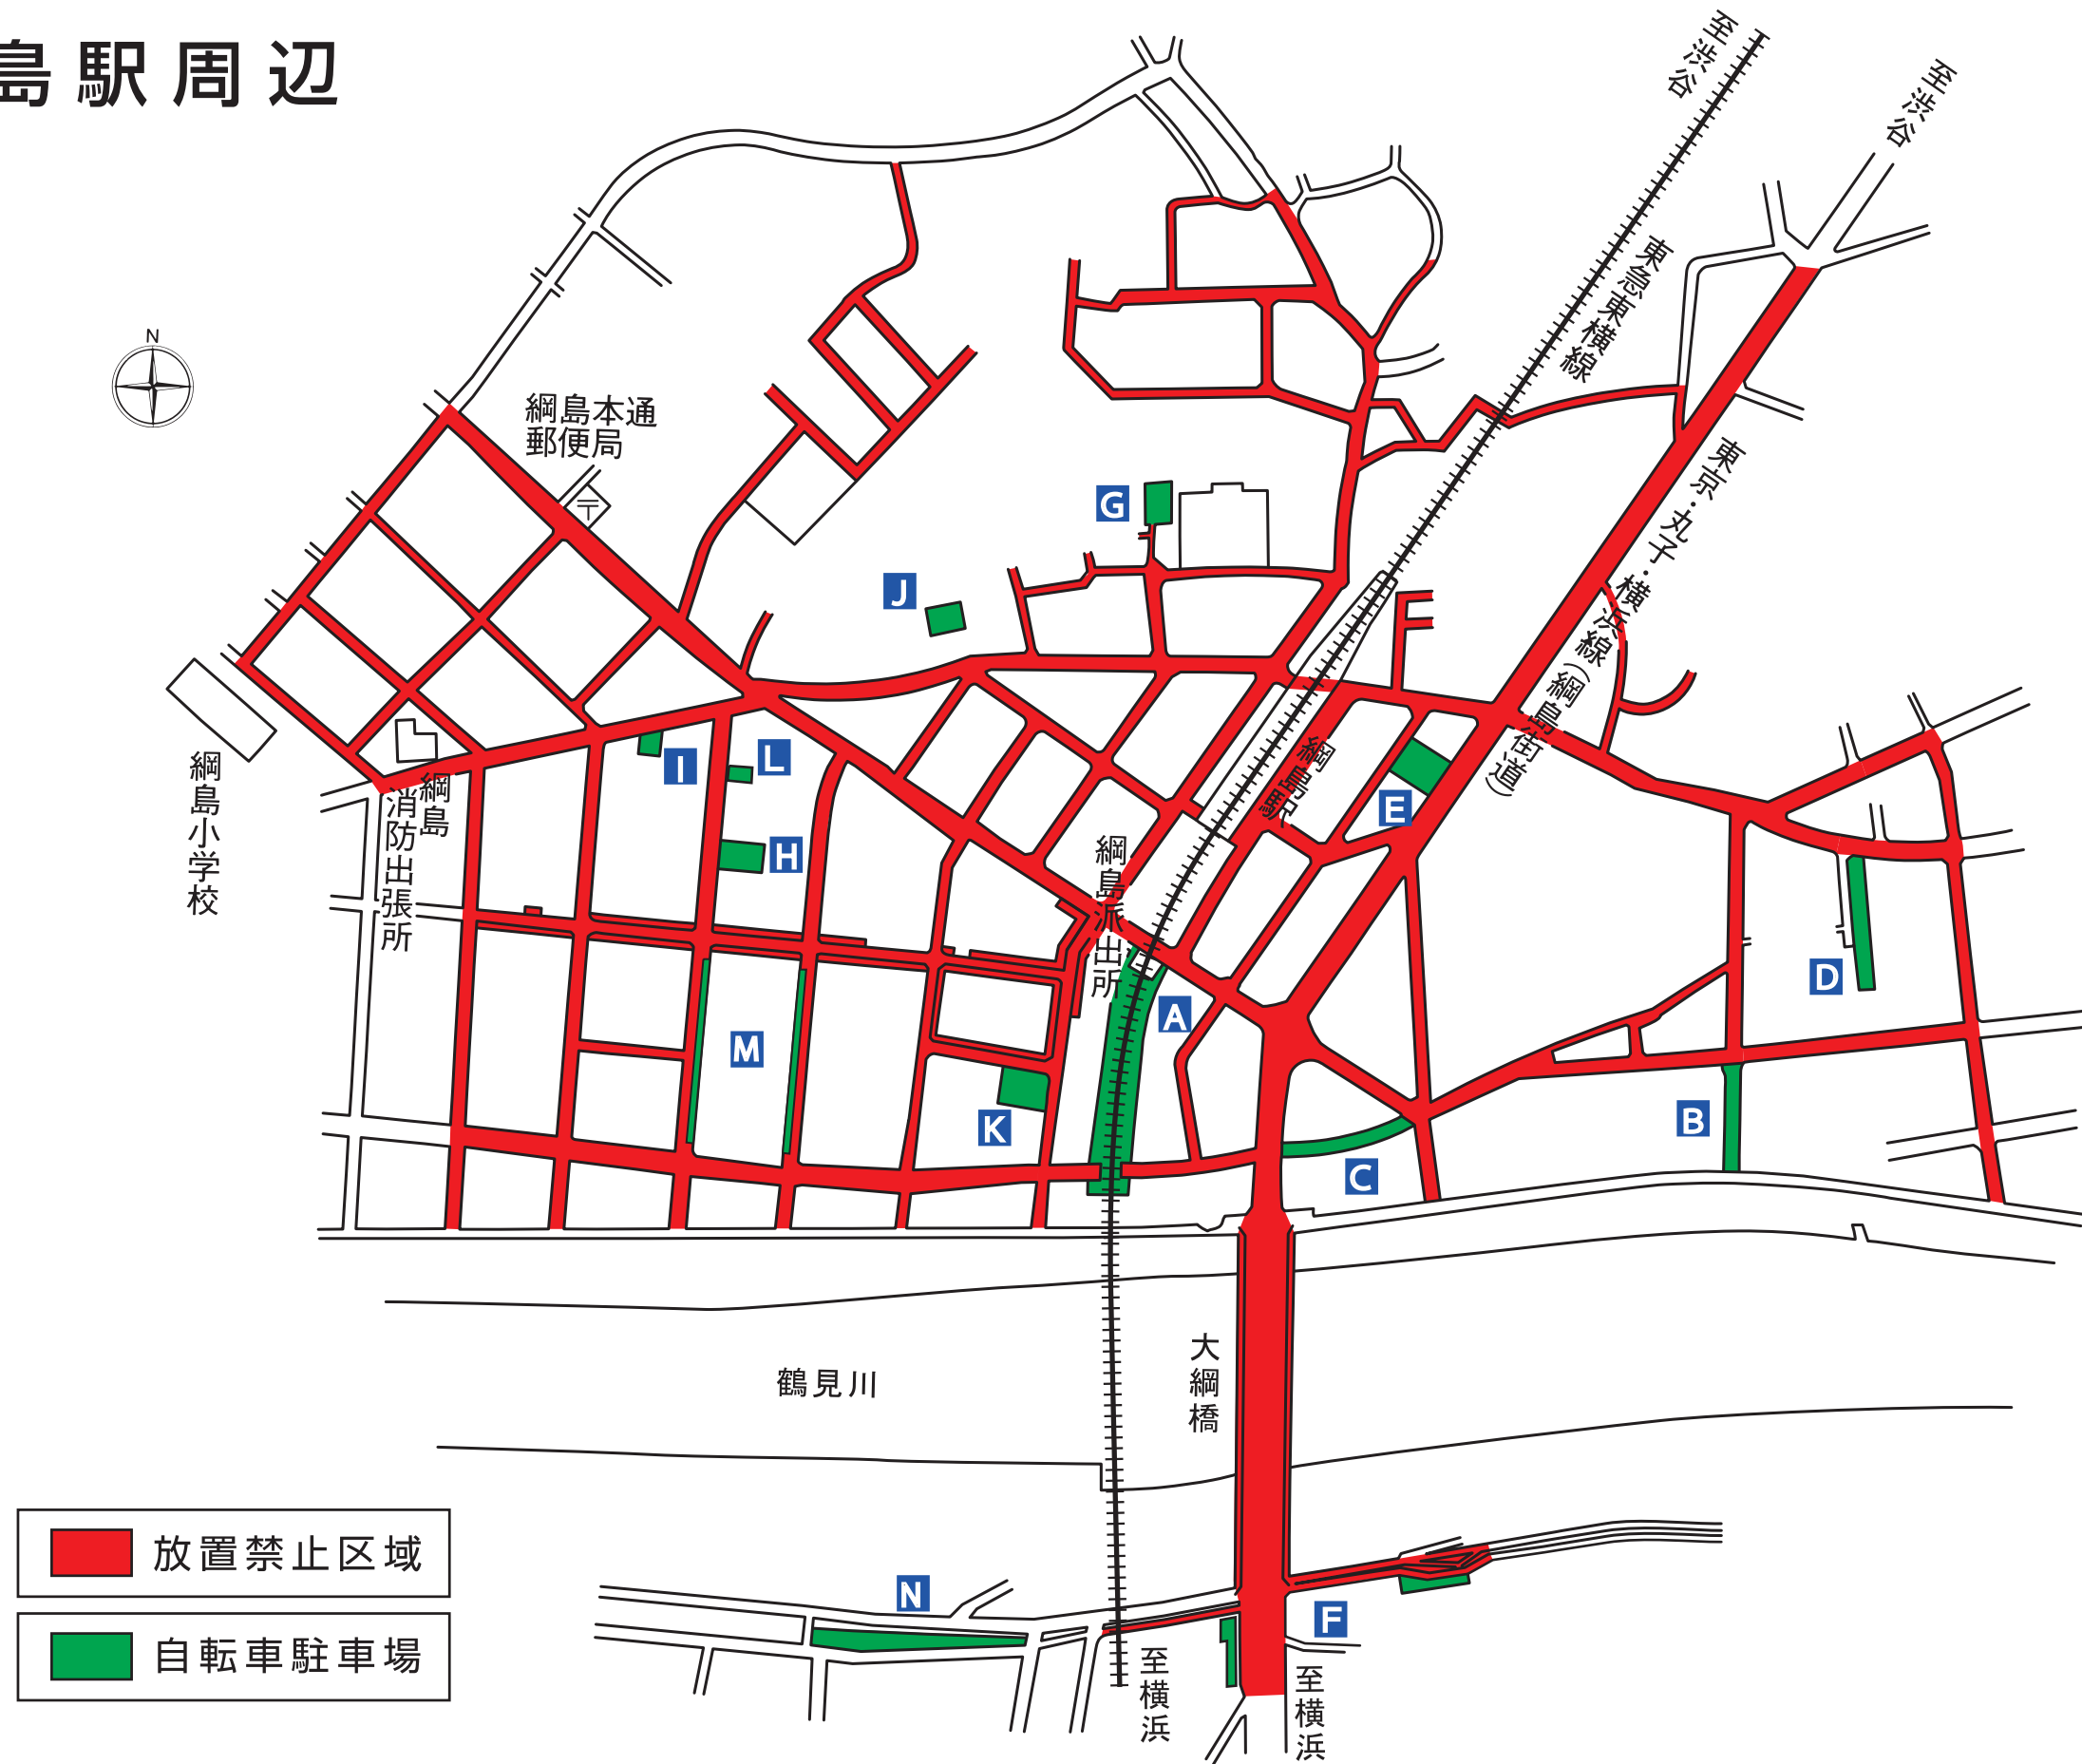 島駅周辺
至渋谷
至渋谷
N
東急東横線
綱島本通
郵便局
〒
東京・丸子・横浜線（綱島街道）
G
J
綱島駅
I
L
E
H
綱島小学校
綱島
消防出張所
綱島派出所
A
D
M
K
B
C
大綱橋
鶴見川
放置禁止区域
自転車駐車場
N
F
至横浜
至横浜